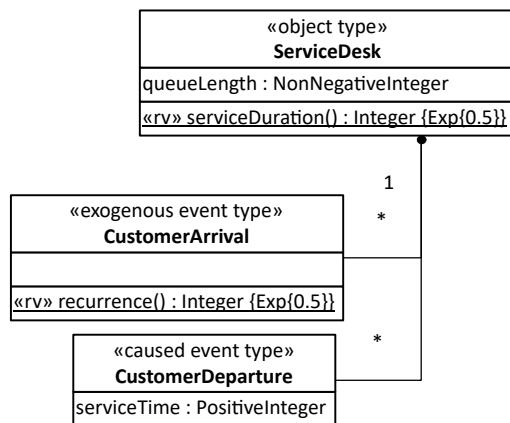 «object type»
ServiceDesk
queueLength : NonNegativeInteger
«rv» serviceDuration() : Integer {Exp{0.5}}
1
«exogenous event type»
CustomerArrival
*
«rv» recurrence() : Integer {Exp{0.5}}
*
«caused event type»
CustomerDeparture
serviceTime : PositiveInteger